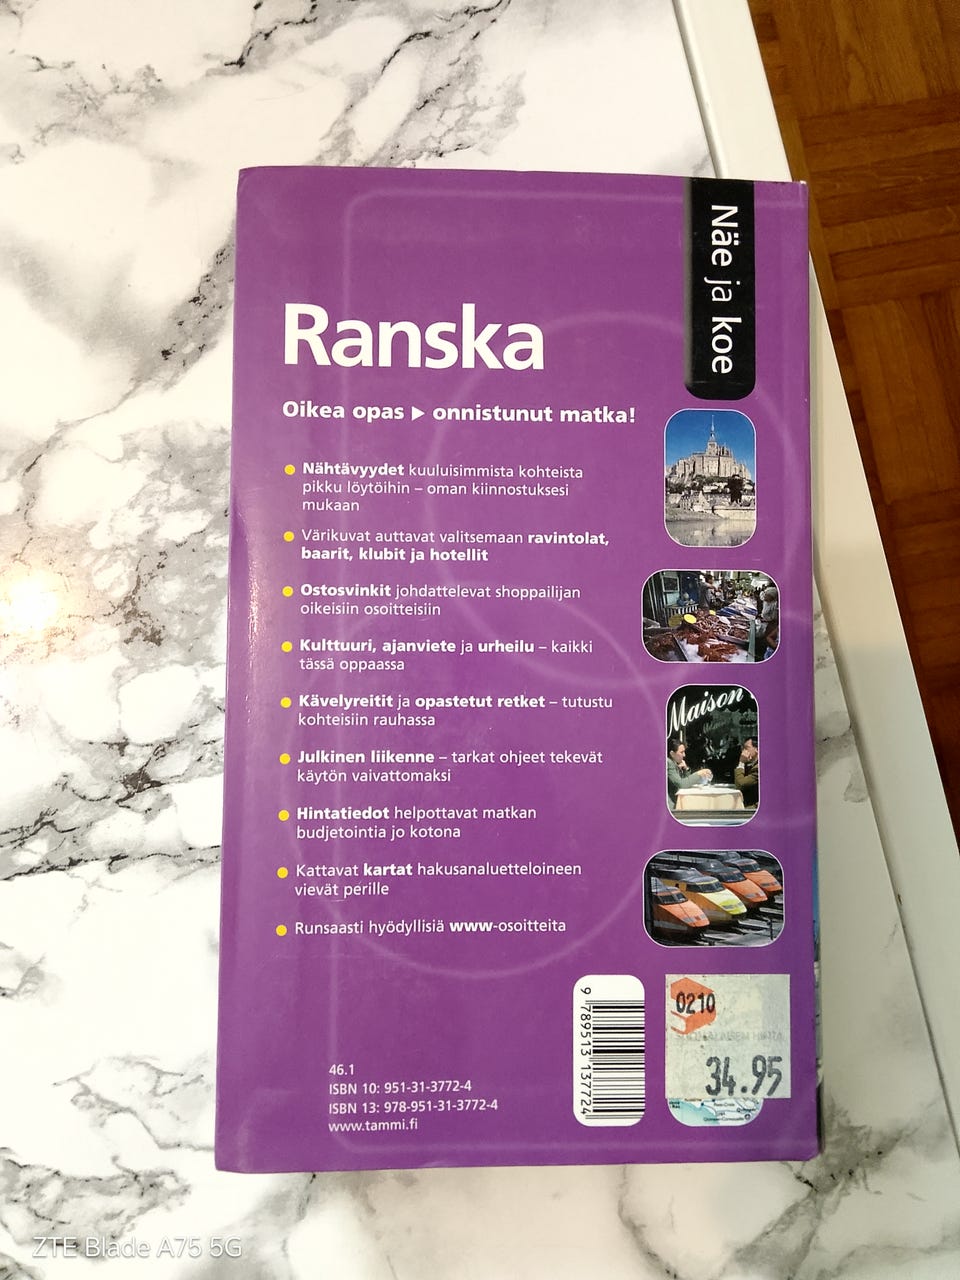 Näe ja koe
Ranska
Oikea opas ▶ onnistunut matka!
Nähtävyydet kuuluisimmista kohteista
pikku löytöihin – oman kiinnostuksesi
mukaan
Värikuvat auttavat valitsemaan ravintolat,
baarit, klubit ja hotellit
Ostosvinkit johdattelevat shoppailijan
oikeisiin osoitteisiin
Kulttuuri, ajanviete ja urheilu – kaikki
tässä oppaassa
Kävelyreitit ja opastetut retket – tutustu
kohteisiin rauhassa
Julkinen liikenne – tarkat ohjeet tekevät
käytön vaivattomaksi
Hintatiedot helpottavat matkan
budjetointia jo kotona
Kattavat kartat hakusanaluetteloineen
vievät perille
Runsaasti hyödyllisiä www-osoitteita
Maison
46.1
ISBN 10: 951-31-3772-4
ISBN 13: 978-951-31-3772-4
www.tammi.fi
9 789513 137724
0210
34.95
ZTE Blade A75 5G